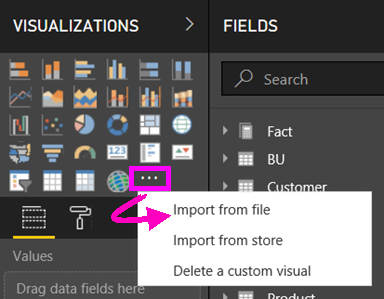 VISUALIZATIONS
FIELDS
Search
Fact
BU
Customer
Import from file
Import from store
Delete a custom visual
Values
Drag data fields here
Product